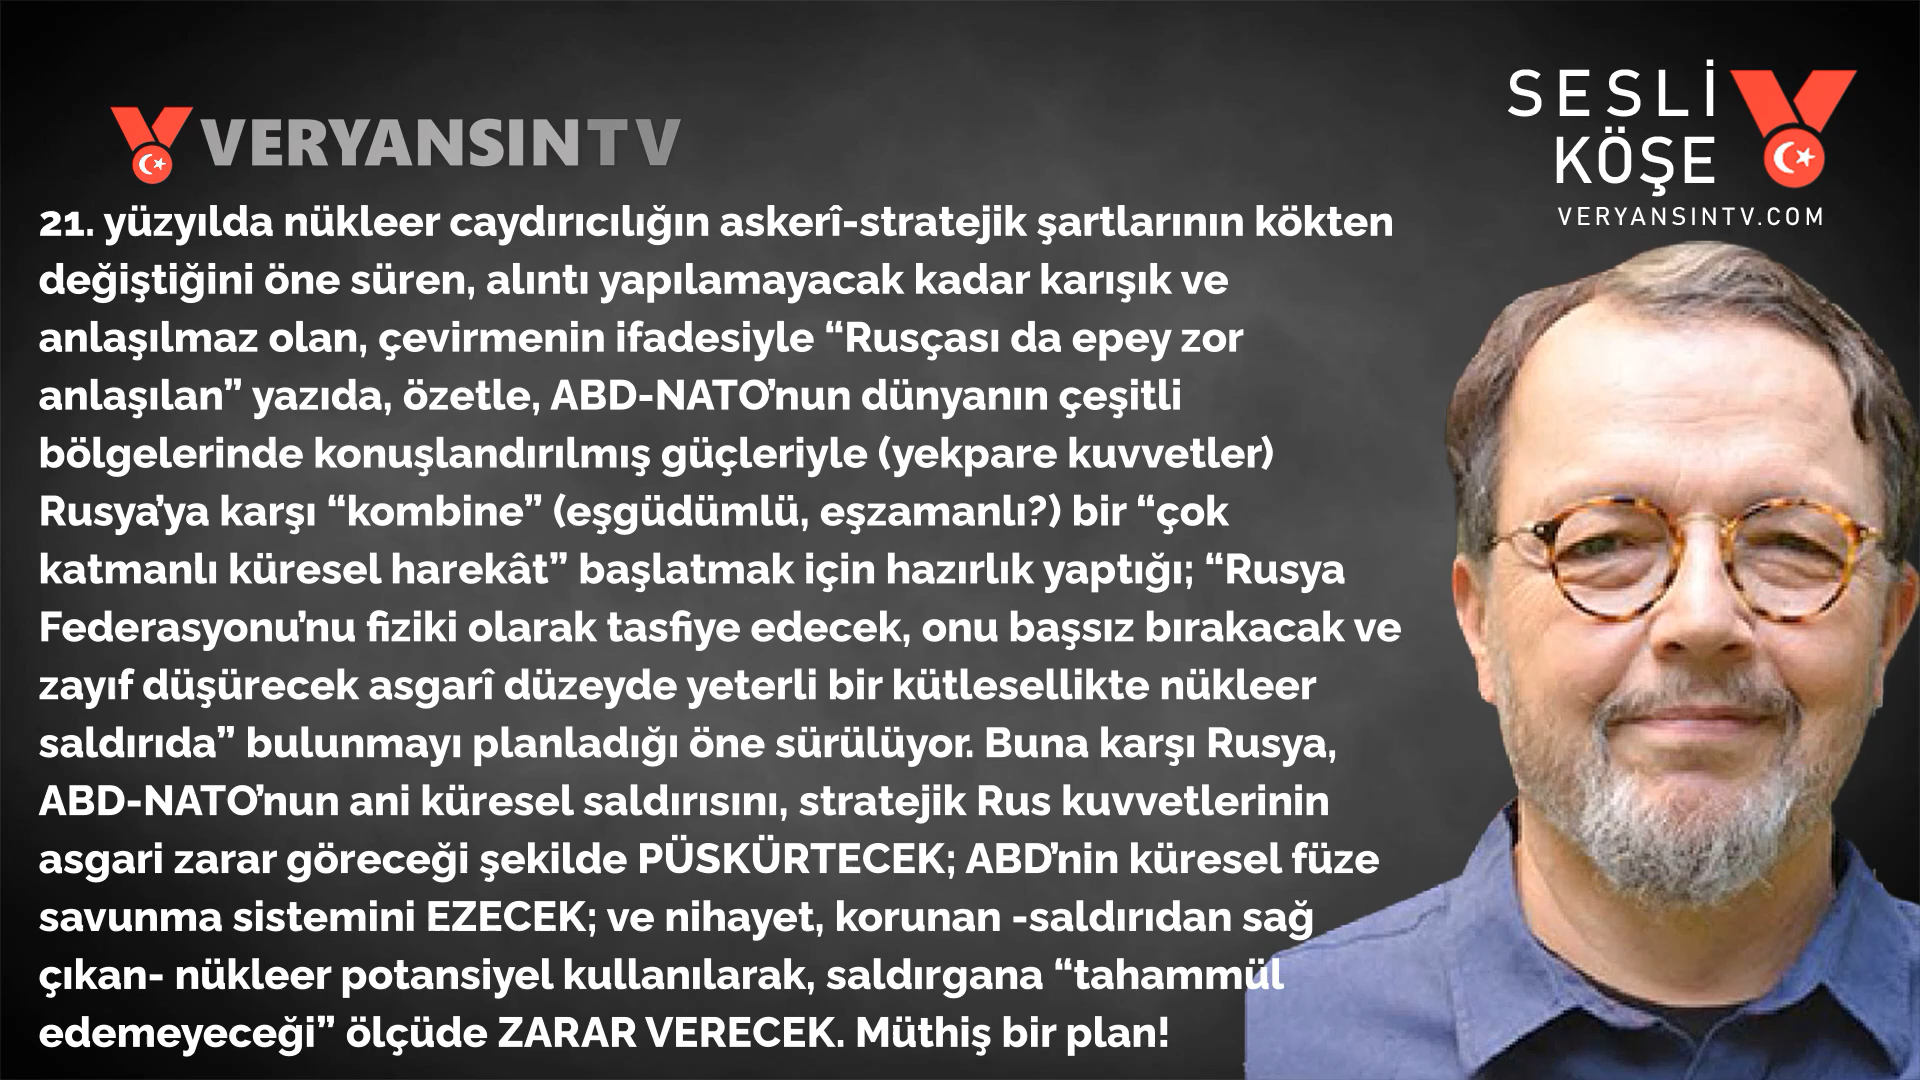 VERYANSINTV
SESLİ
KÖŞE
VERYANSINTV.COM
21. yüzyılda nükleer caydırıcılığın askerî-stratejik şartlarının kökten
değiştiğini öne süren, alıntı yapılamayacak kadar karışık ve
anlaşılmaz olan, çevirmenin ifadesiyle “Rusçası da epey zor
anlaşılan” yazıda, özetle, ABD-NATO’nun dünyanın çeşitli
bölgelerinde konuşlandırılmış güçleriyle (yekpare kuvvetler)
Rusya’ya karşı “kombine” (eşgüdümlü, eşzamanlı?) bir “çok
katmanlı küresel harekât” başlatmak için hazırlık yaptığı; “Rusya
Federasyonu’nu fiziki olarak tasfiye edecek, onu başsız bırakacak ve
zayıf düşürecek asgarî düzeyde yeterli bir kütlesellikte nükleer
saldırıda” bulunmayı planladığı öne sürülüyor. Buna karşı Rusya,
ABD-NATO’nun ani küresel saldırısını, stratejik Rus kuvvetlerinin
asgari zarar göreceği şekilde PÜSKÜRTECEK; ABD’nin küresel füze
savunma sistemini EZECEK; ve nihayet, korunan -saldırıdan sağ
çıkan- nükleer potansiyel kullanılarak, saldırgana “tahammül
edemeyeceği” ölçüde ZARAR VERECEK. Müthiş bir plan!